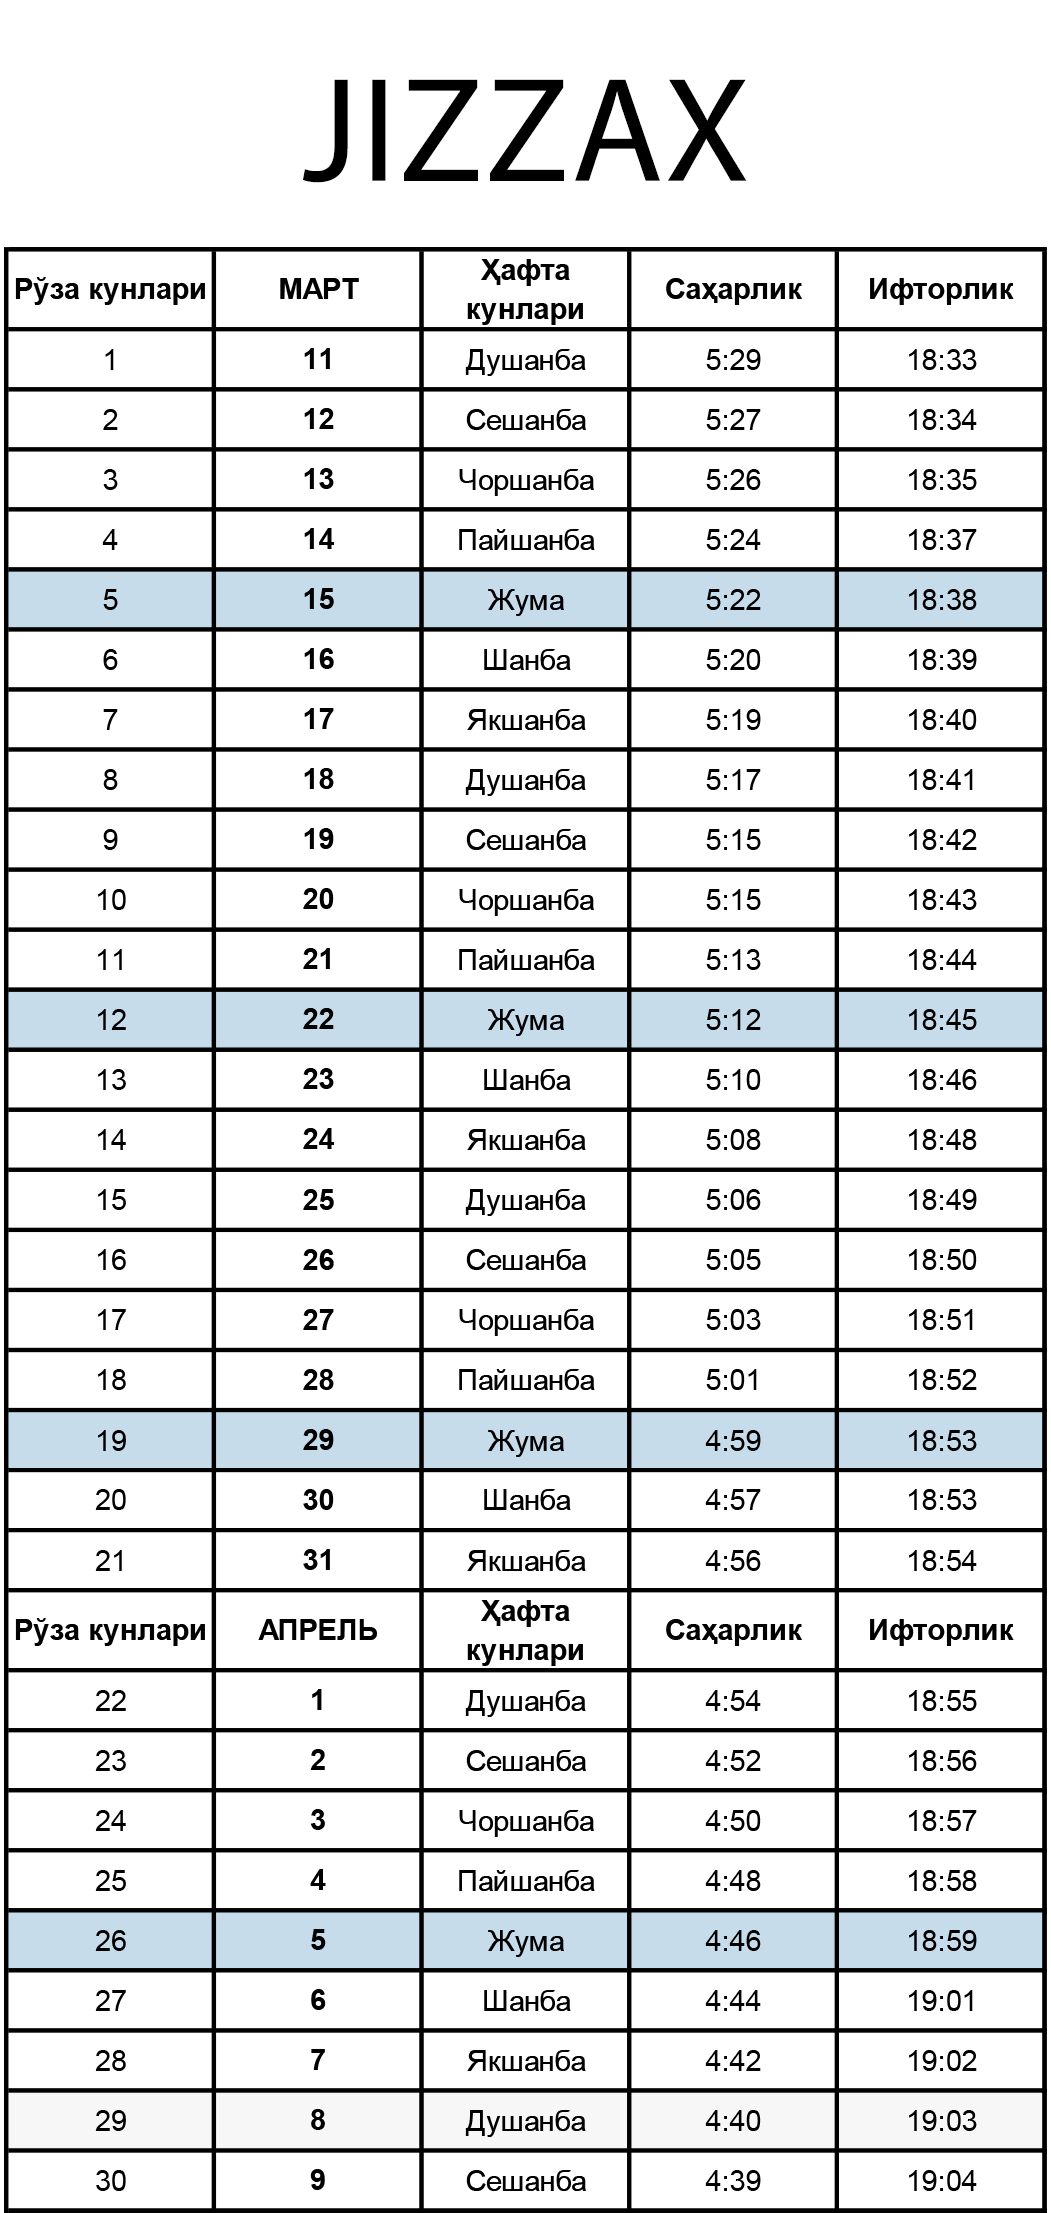 JIZZAX
Рўза кунлари МАРТ Ҳафта кунлари Саҳарлик Ифторлик
1 11 Душанба 5:29 18:33
2 12 Сешанба 5:27 18:34
3 13 Чоршанба 5:26 18:35
4 14 Пайшанба 5:24 18:37
5 15 Жума 5:22 18:38
6 16 Шанба 5:20 18:39
7 17 Якшанба 5:19 18:40
8 18 Душанба 5:17 18:41
9 19 Сешанба 5:15 18:42
10 20 Чоршанба 5:15 18:43
11 21 Пайшанба 5:13 18:44
12 22 Жума 5:12 18:45
13 23 Шанба 5:10 18:46
14 24 Якшанба 5:08 18:48
15 25 Душанба 5:06 18:49
16 26 Сешанба 5:05 18:50
17 27 Чоршанба 5:03 18:51
18 28 Пайшанба 5:01 18:52
19 29 Жума 4:59 18:53
20 30 Шанба 4:57 18:53
21 31 Якшанба 4:56 18:54
Рўза кунлари АПРЕЛЬ Ҳафта кунлари Саҳарлик Ифторлик
22 1 Душанба 4:54 18:55
23 2 Сешанба 4:52 18:56
24 3 Чоршанба 4:50 18:57
25 4 Пайшанба 4:48 18:58
26 5 Жума 4:46 18:59
27 6 Шанба 4:44 19:01
28 7 Якшанба 4:42 19:02
29 8 Душанба 4:40 19:03
30 9 Сешанба 4:39 19:04